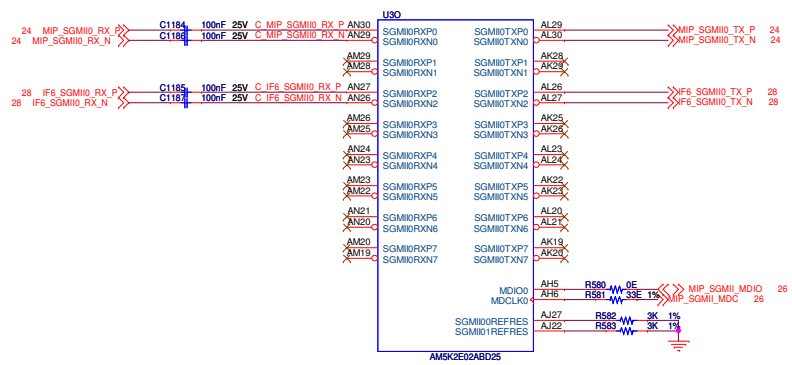 U3O
24 MIP_SGMII0_RX_P C1184 100nF 25V C_MIP_SGMII0_RX_P AN30 SGMII0RXP0 SGMII0TXP0 AL29 MIP_SGMII0_TX_P 24
24 MIP_SGMII0_RX_N C1186 100nF 25V C_MIP_SGMII0_RX_N AN29 SGMII0RXN0 SGMII0TXN0 AL30 MIP_SGMII0_TX_N 24
AM29 SGMII0RXP1 SGMII0TXP1 AK28
AM28 SGMII0RXN1 SGMII0TXN1 AK29
28 IF6_SGMII0_RX_P C1185 100nF 25V C_IF6_SGMII0_RX_P AN27 SGMII0RXP2 SGMII0TXP2 AL26 IF6_SGMII0_TX_P 28
28 IF6_SGMII0_RX_N C1187 100nF 25V C_IF6_SGMII0_RX_N AN26 SGMII0RXN2 SGMII0TXN2 AL27 IF6_SGMII0_TX_N 28
AM26 SGMII0RXP3 SGMII0TXP3 AK25
AM25 SGMII0RXN3 SGMII0TXN3 AK26
AN24 SGMII0RXP4 SGMII0TXP4 AL23
AN23 SGMII0RXN4 SGMII0TXN4 AL24
AM23 SGMII0RXP5 SGMII0TXP5 AK22
AM22 SGMII0RXN5 SGMII0TXN5 AK23
AN21 SGMII0RXP6 SGMII0TXP6 AL20
AN20 SGMII0RXN6 SGMII0TXN6 AL21
AM20 SGMII0RXP7 SGMII0TXP7 AK19
AM19 SGMII0RXN7 SGMII0TXN7 AK20
MDIO0 AH5 R580 0E MIP_SGMII_MDIO 26
MDCLK0 AH6 R581 33E 1% MIP_SGMII_MDC 26
SGMII00REFRES AJ27 R582 3K 1%
SGMII01REFRES AJ22 R583 3K 1%
AM5K2E02ABD25